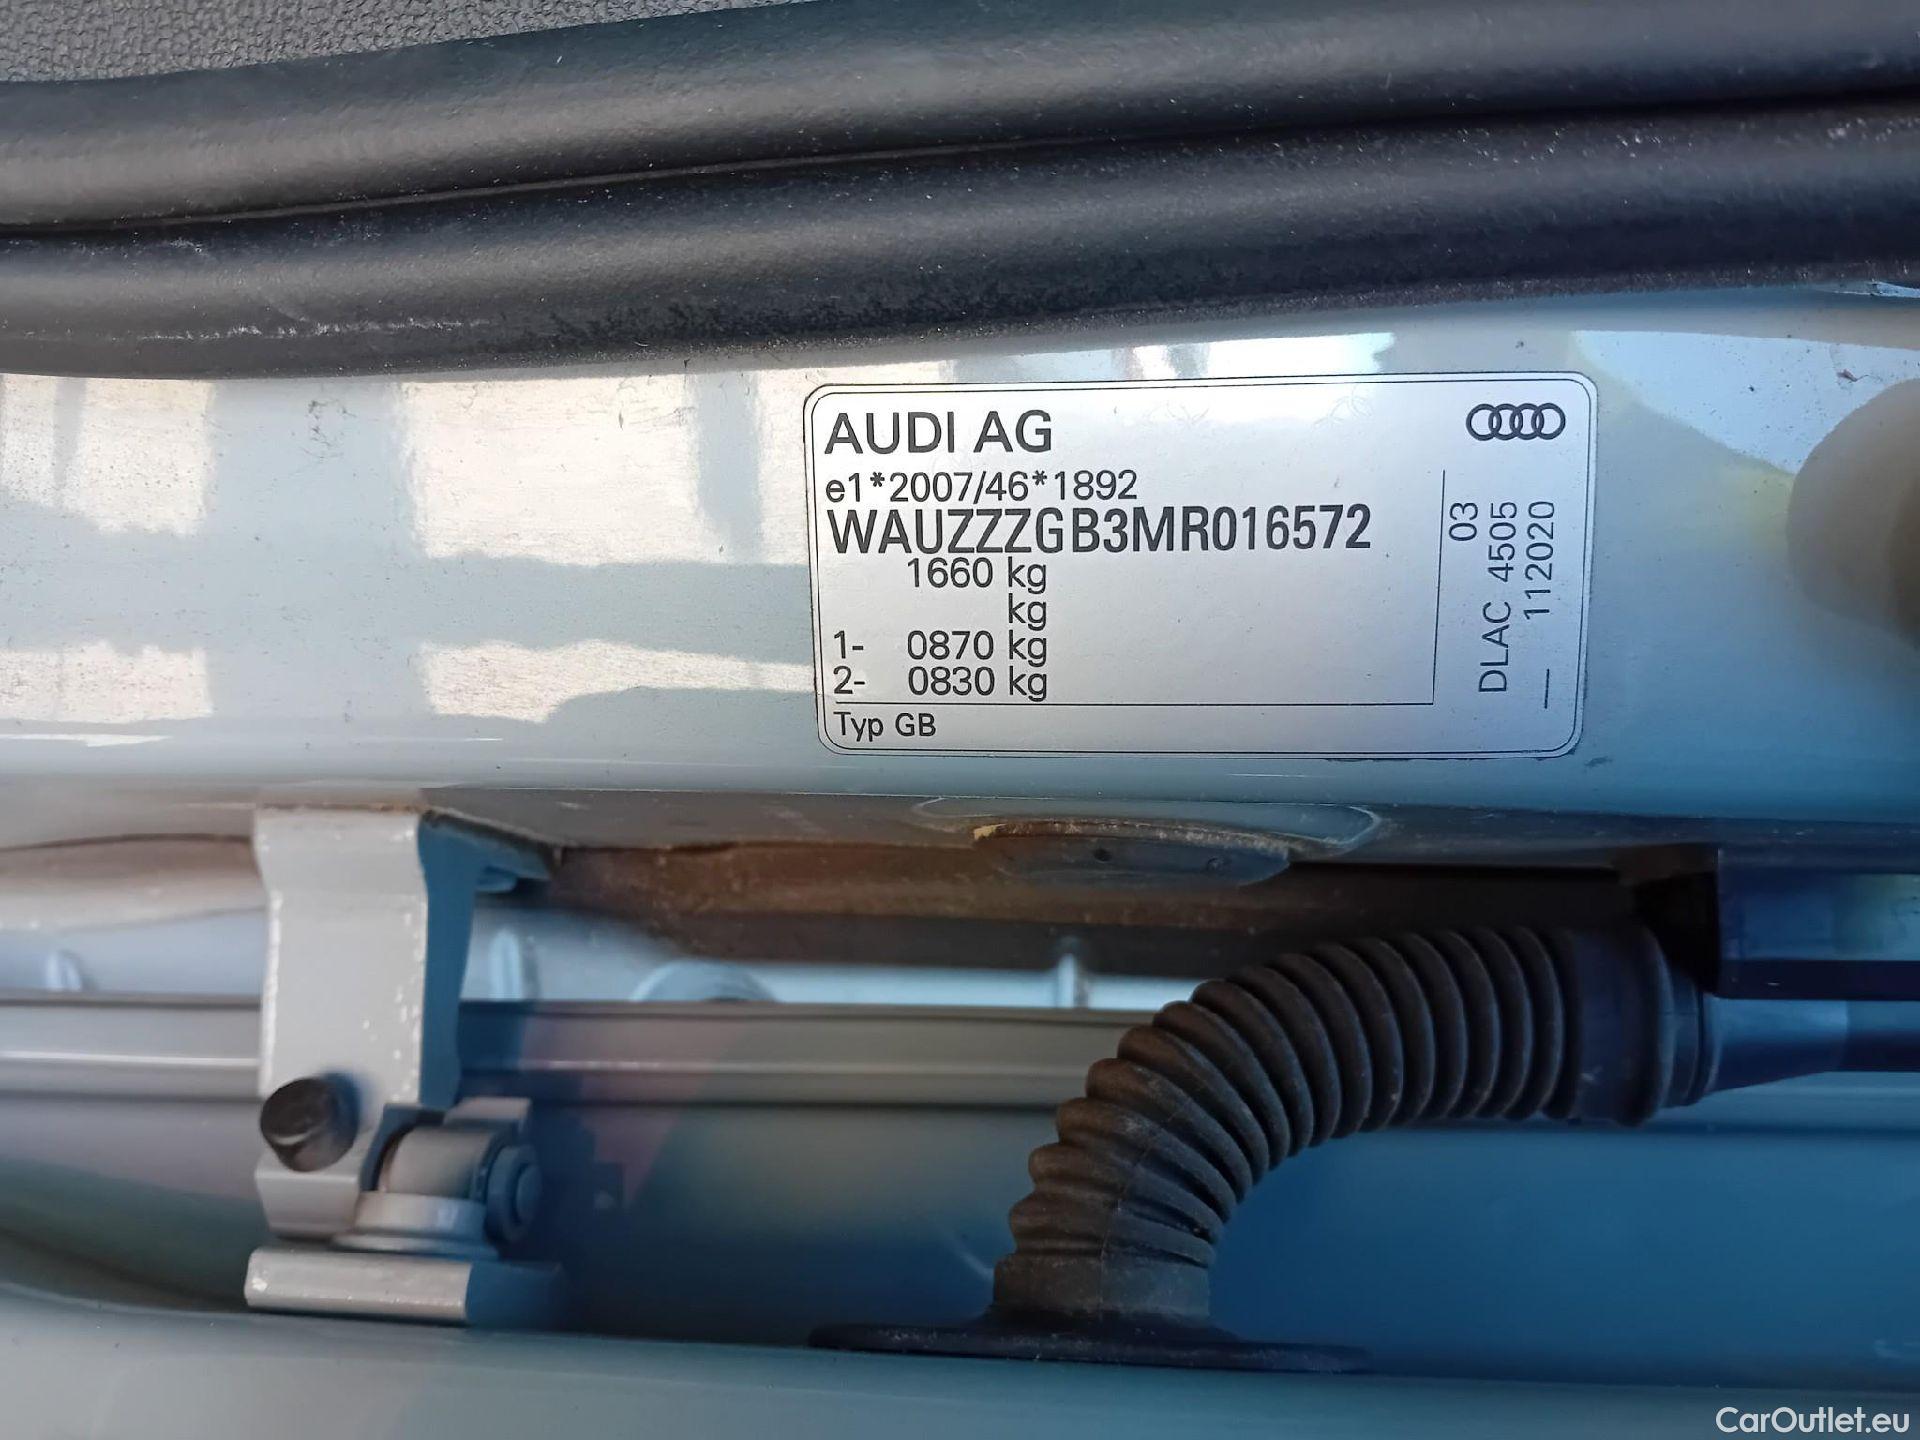 AUDI AG
e1*2007/46*1892
WAUZZZGB3MR016572
1660 kg
kg
1- 0870 kg
2- 0830 kg
Typ GB
03
DLAC 4505
— 112020
CarOutlet.eu